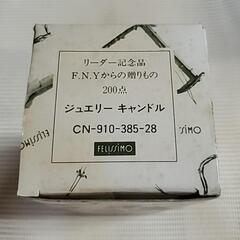 リーダー記念品
F.N.Yからの贈りもの
200点
ジュエリー キャンドル
CN-910-385-28
FELISSIMO